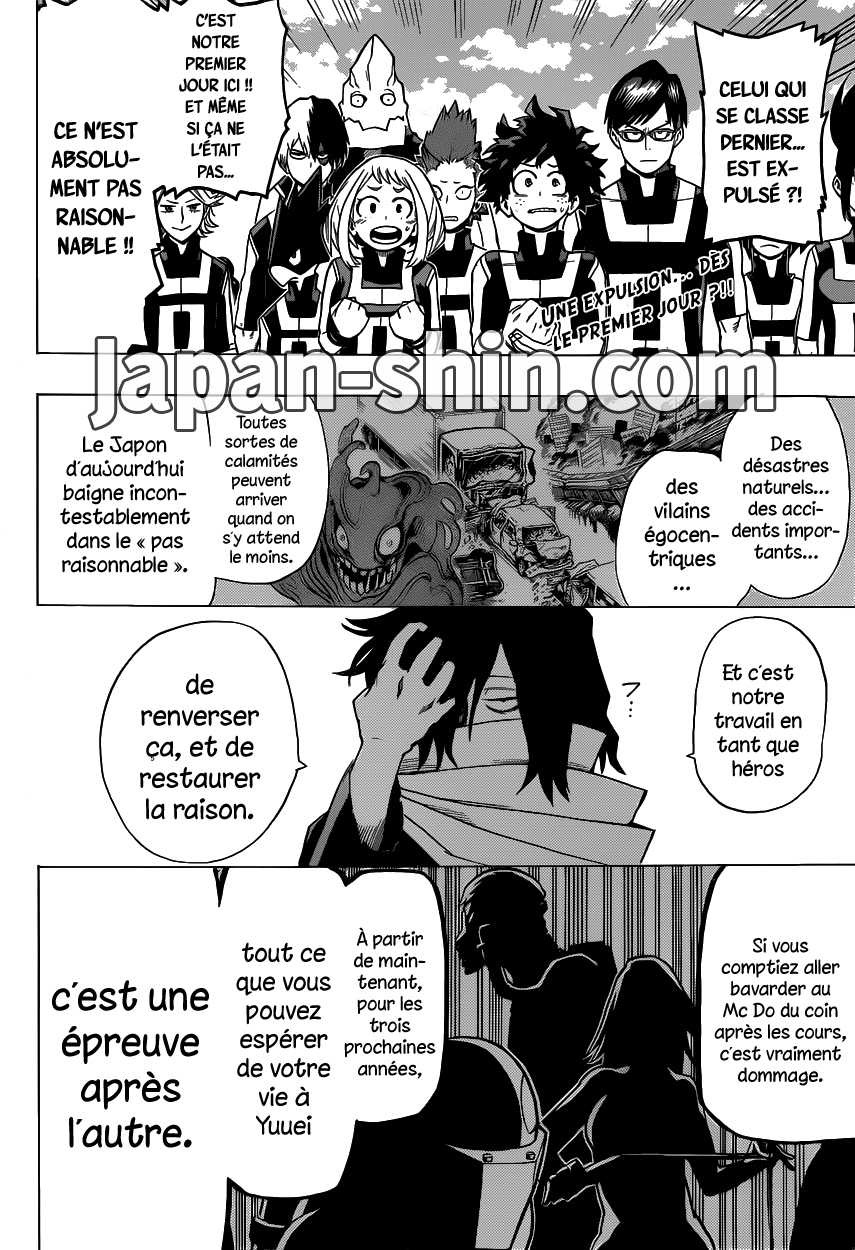 CELUI QUI
SE CLASSE
DERNIER...
EST EX-
PULSÉ ?!
C'EST
NOTRE
PREMIER
JOUR ICI !!
ET MÊME
SI ÇA NE
L'ÉTAIT
PAS...
CE N'EST
ABSOLU-
MENT PAS
RAISON-
NABLE !!
UNE EXPULSION... DÈS
LE PREMIER JOUR ?!!
Japan-shin.com
Des
désastres
naturels...
des acci-
dents impor-
tants...
des
vilains
égocen-
triques
...
Toutes
sortes de
calamités
peuvent
arriver
quand on
s'y attend
le moins.
Le Japon
d'aujourd'hui
baigne incon-
testablement
dans le « pas
raisonnable ».
Et c'est
notre
travail en
tant que
héros
フ...
de
renverser
ça, et de
restaurer
la raison.
Si vous
comptiez aller
bavarder au
Mc Do du coin
après les cours,
c'est vraiment
dommage.
À partir
de main-
tenant,
pour les
trois
prochaines
années,
tout ce
que vous
pouvez
espérer
de votre
vie à
Yuuei
c'est une
épreuve
après
l'autre.